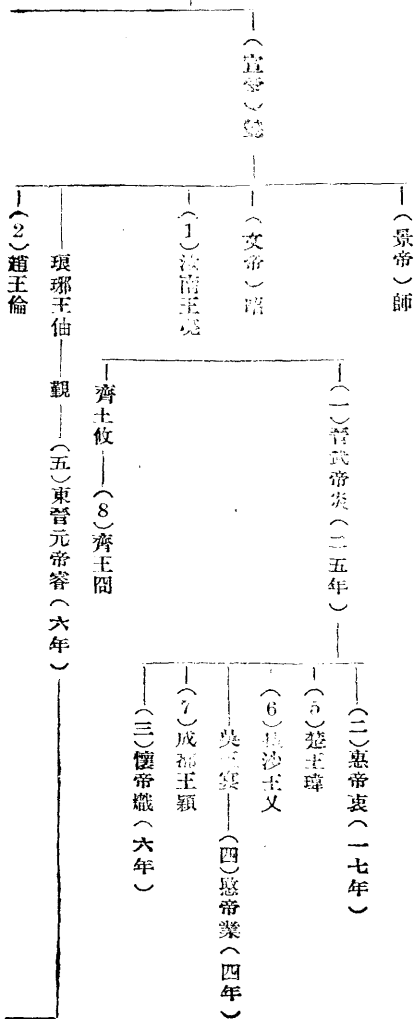 （宣帝）懿
（景帝）師
（文帝）昭
（1）汝南王亮
琅琊王伷——覲——（五）東晉元帝睿（六年）
（2）趙王倫
（一）晉武帝炎（二五年）
齊王攸——（8）齊王冏
（二）惠帝衷（一七年）
（5）楚王瑋
（6）長沙王乂
吳王晏——（四）愍帝業（四年）
（7）成都王穎
（三）懷帝熾（六年）